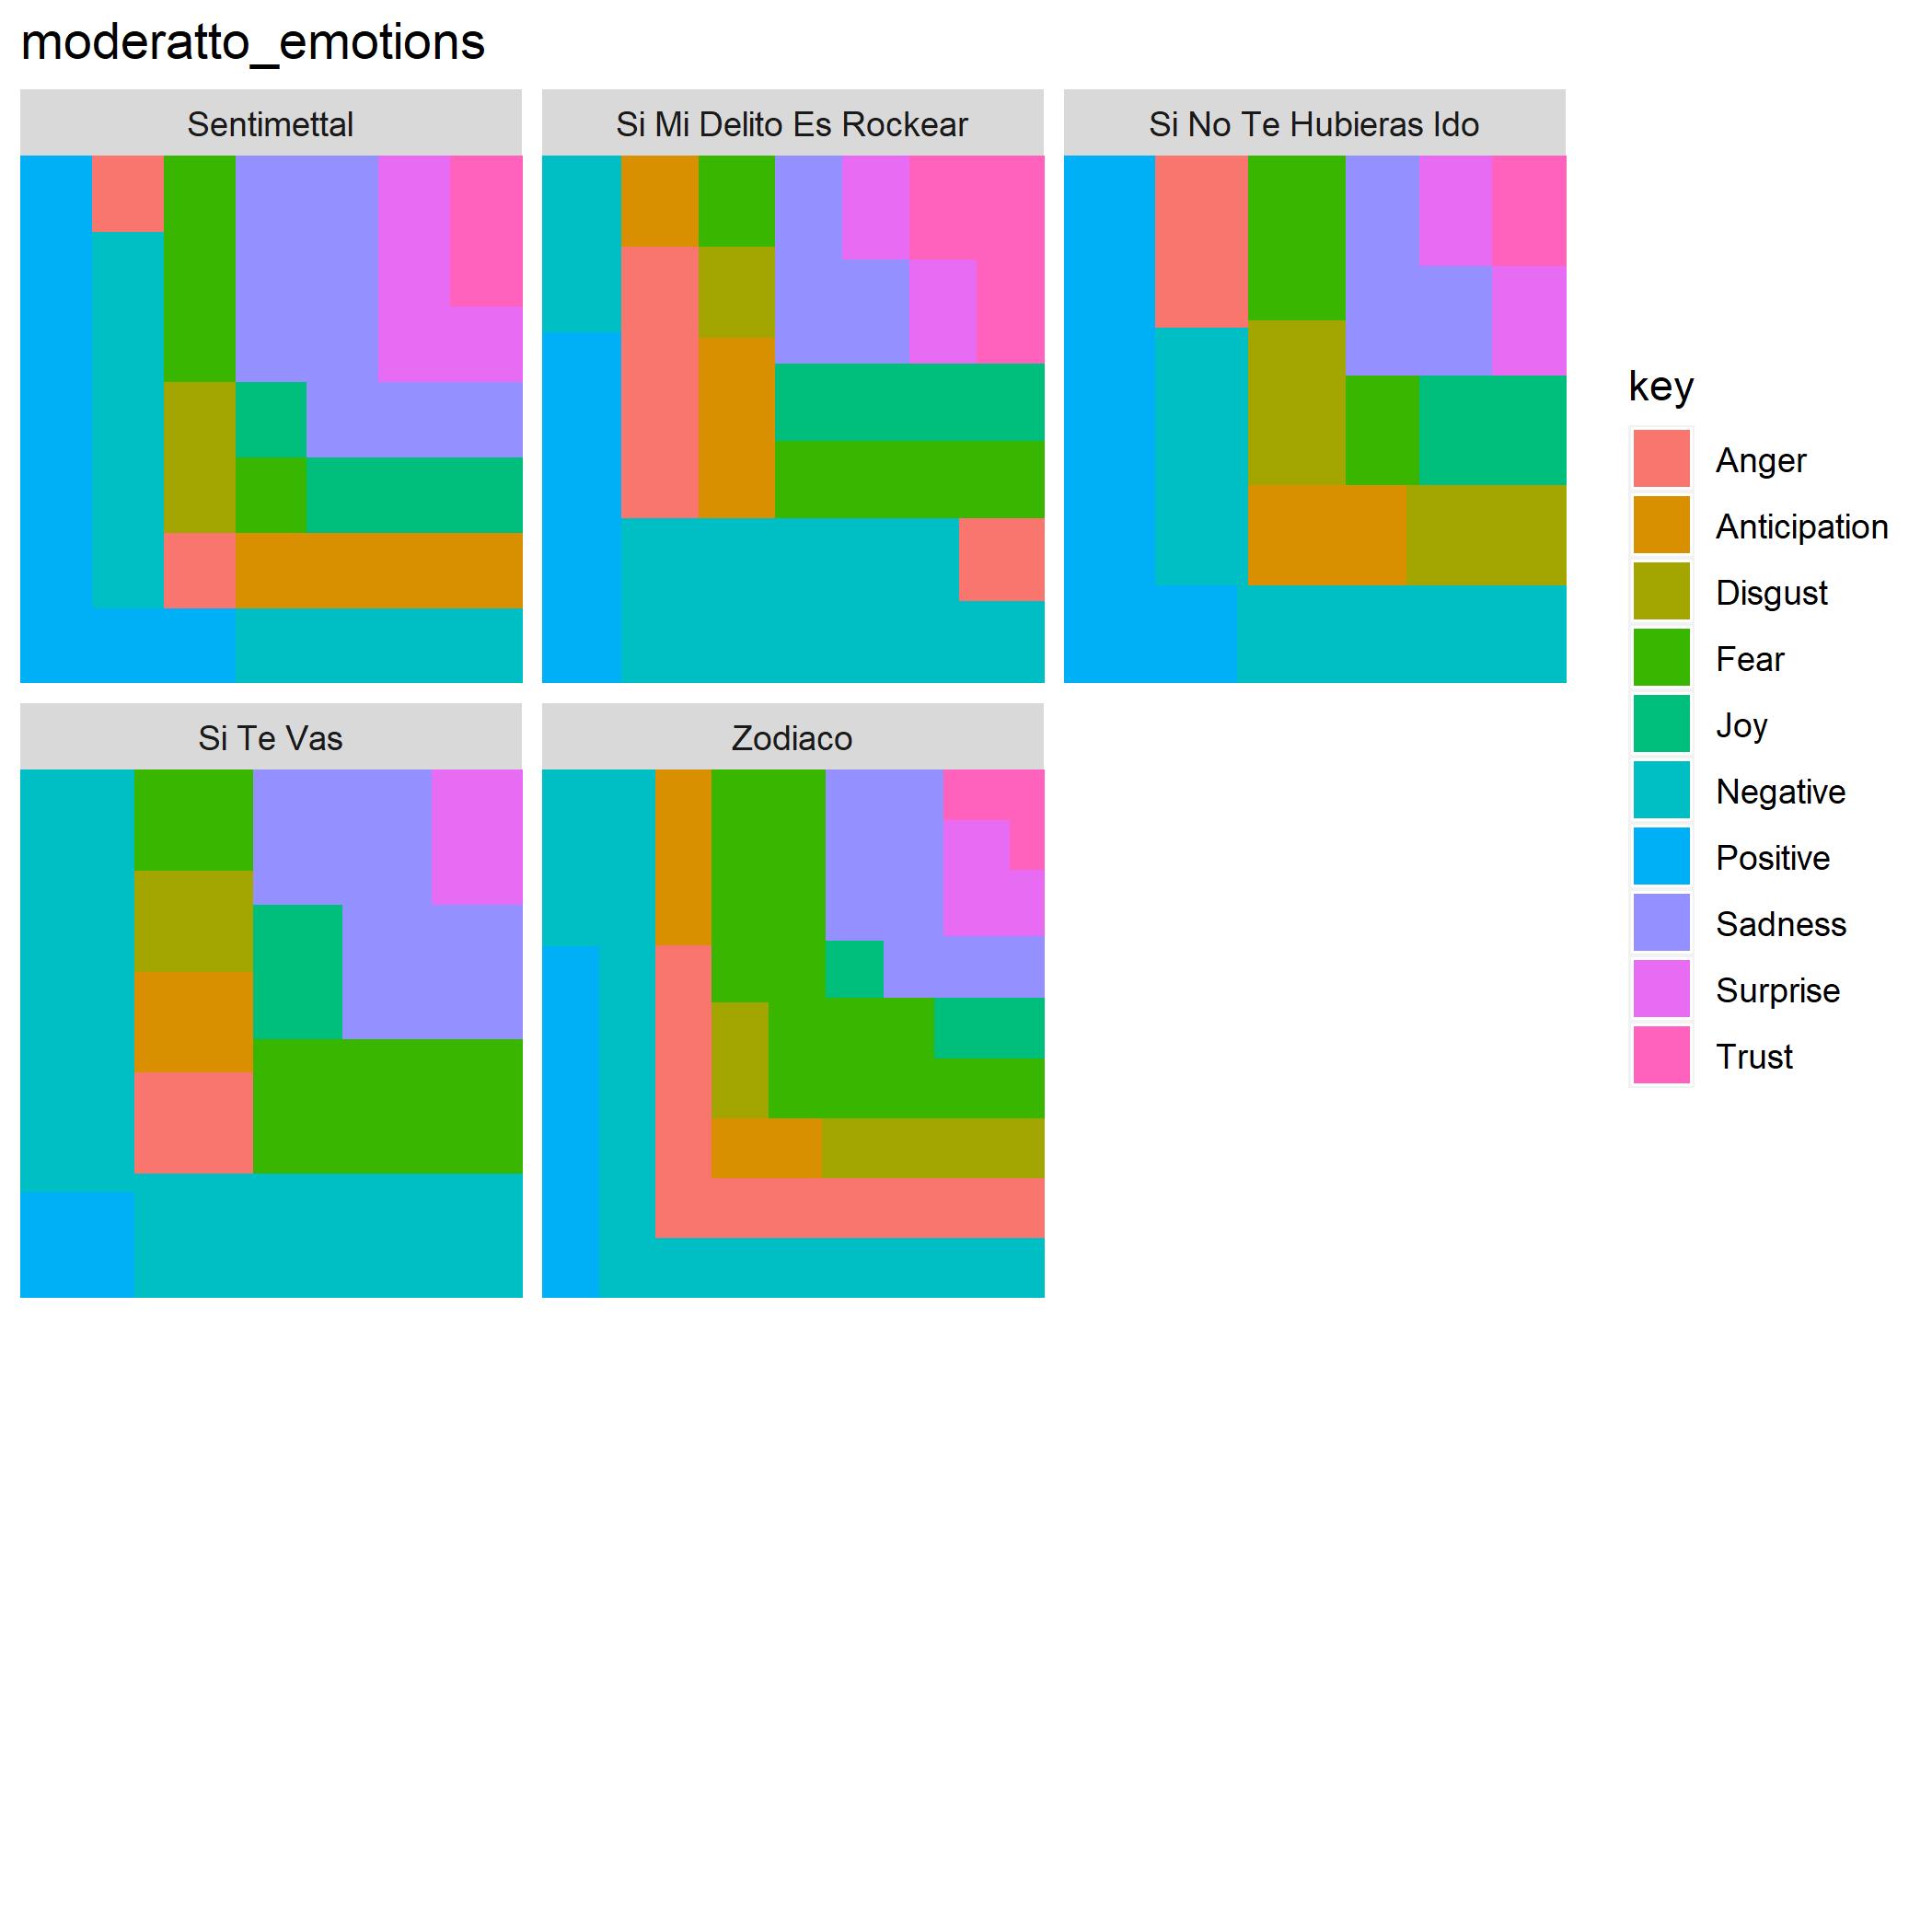 moderatto_emotions
Sentimettal
Si Mi Delito Es Rockear
Si No Te Hubieras Ido
Si Te Vas
Zodiaco
key
Anger
Anticipation
Disgust
Fear
Joy
Negative
Positive
Sadness
Surprise
Trust